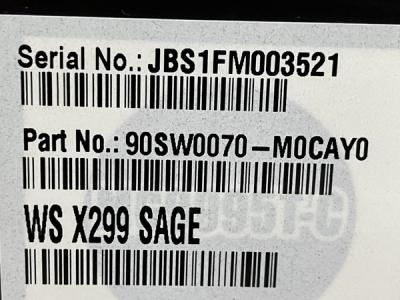 Serial No.: JBS1FM003521
Part No.: 90SW0070-M0CAY0
WS X299 SAGE